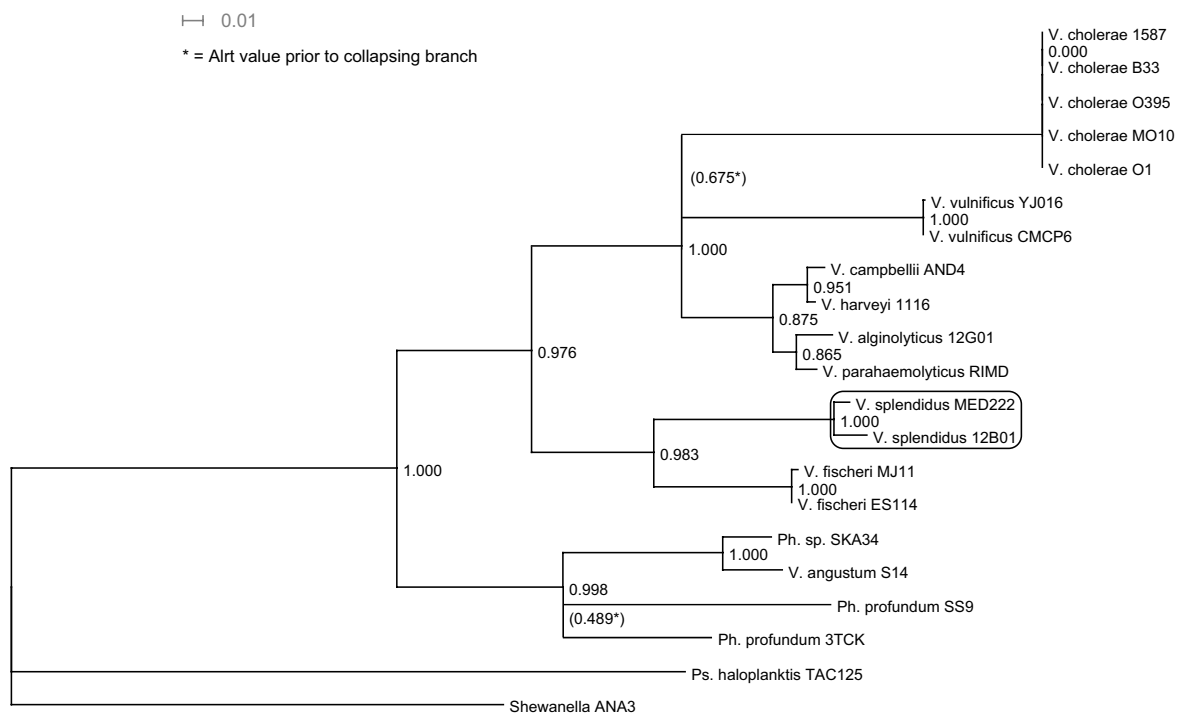 0.01
* = Alrt value prior to collapsing branch
V. cholerae 1587
0.000
V. cholerae B33
V. cholerae O395
V. cholerae MO10
V. cholerae O1
(0.675*)
V. vulnificus YJ016
1.000
V. vulnificus CMCP6
1.000
V. campbellii AND4
0.951
V. harveyi 1116
0.875
V. alginolyticus 12G01
0.865
V. parahaemolyticus RIMD
0.976
V. splendidus MED222
1.000
V. splendidus 12B01
0.983
V. fischeri MJ11
1.000
V. fischeri ES114
1.000
Ph. sp. SKA34
1.000
V. angustum S14
0.998
Ph. profundum SS9
(0.489*)
Ph. profundum 3TCK
Ps. haloplanktis TAC125
Shewanella ANA3